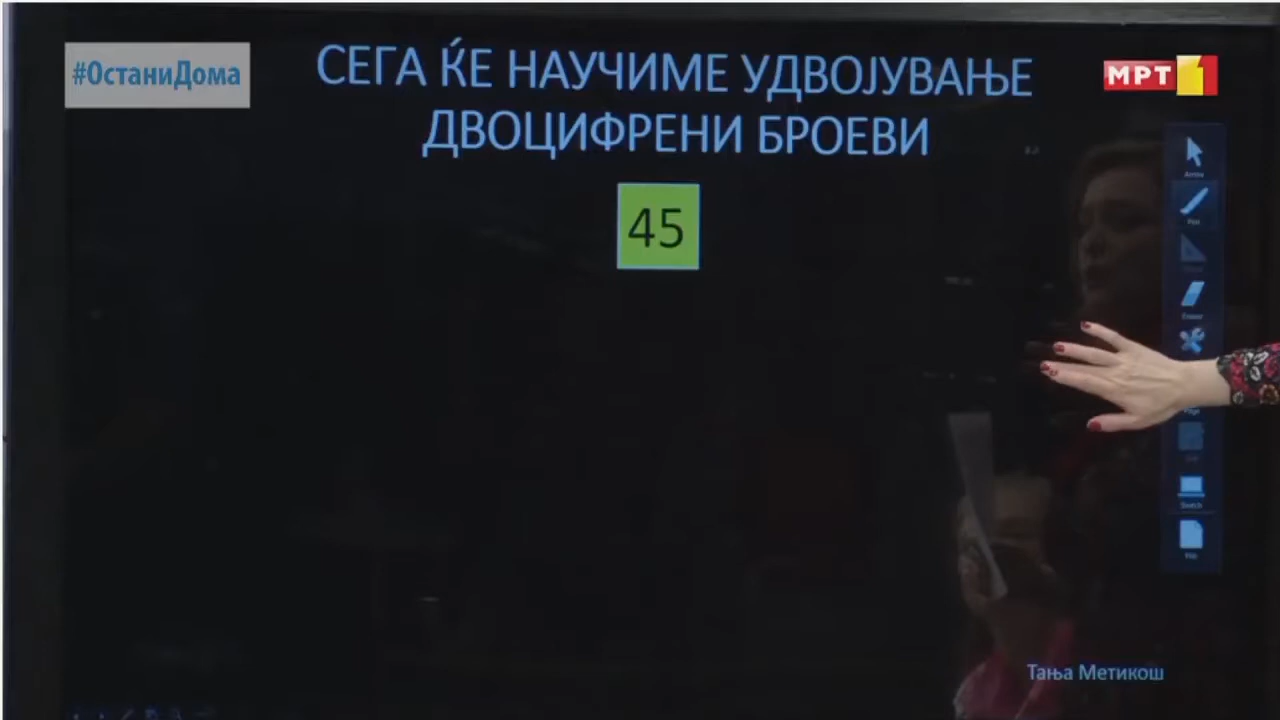 #ОстаниДома
СЕГА ЌЕ НАУЧИМЕ УДВОЈУВАЊЕ
ДВОЦИФРЕНИ БРОЕВИ
МРТ 1
45
Тања Метикош